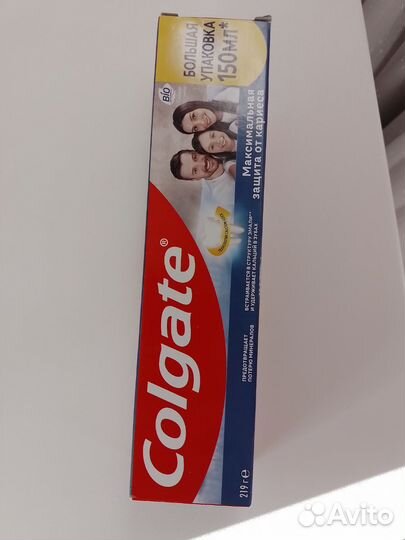 БОЛЬШАЯ
УПАКОВКА
150МЛ*
BIO
Максимальная
защита от кариеса
ВСТРАИВАЕТСЯ В СТРУКТУРУ ЭМАЛИ**
И УДЕРЖИВАЕТ КАЛЬЦИЙ В ЗУБАХ
ПРЕДОТВРАЩАЕТ
ПОТЕРЮ МИНЕРАЛОВ
Colgate®
219 г e
Avito